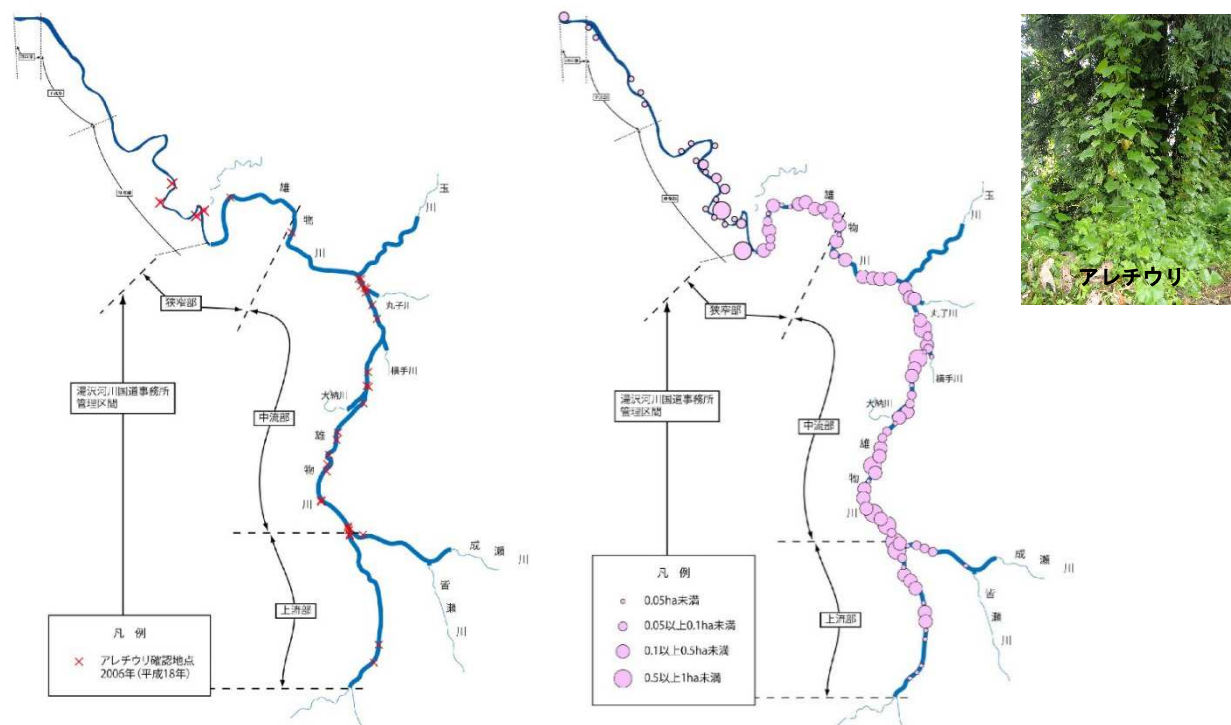 雄
物
川
玉
川
丸子川
横手川
大納川
雄
物
川
成瀬川
皆瀬川
狭窄部
中流部
上流部
湯沢河川国道事務所
管理区間
凡 例
アレチウリ確認地点
2006年(平成18年)
雄
物
川
玉
川
横手川
大納川
雄
物
川
成瀬川
皆瀬川
狭窄部
中流部
上流部
湯沢河川国道事務所
管理区間
凡 例
0.05ha未満
0.05以上0.1ha未満
0.1以上0.5ha未満
0.5以上1ha未満
アレチウリ